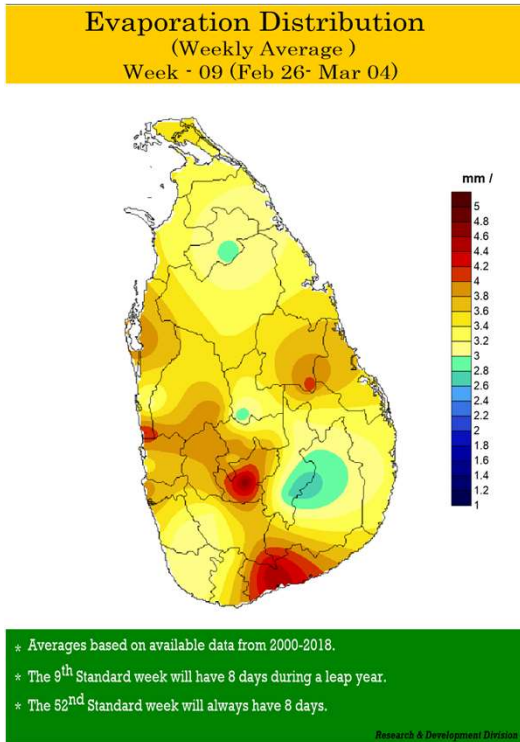 Evaporation Distribution
(Weekly Average )
Week - 09 (Feb 26- Mar 04)
mm /
5
4.8
4.6
4.4
4.2
4
3.8
3.6
3.4
3.2
3
2.8
2.6
2.4
2.2
2
1.8
1.6
1.4
1.2
1
* Averages based on available data from 2000-2018.
* The 9th Standard week will have 8 days during a leap year.
* The 52nd Standard week will always have 8 days.
Research & Development Division